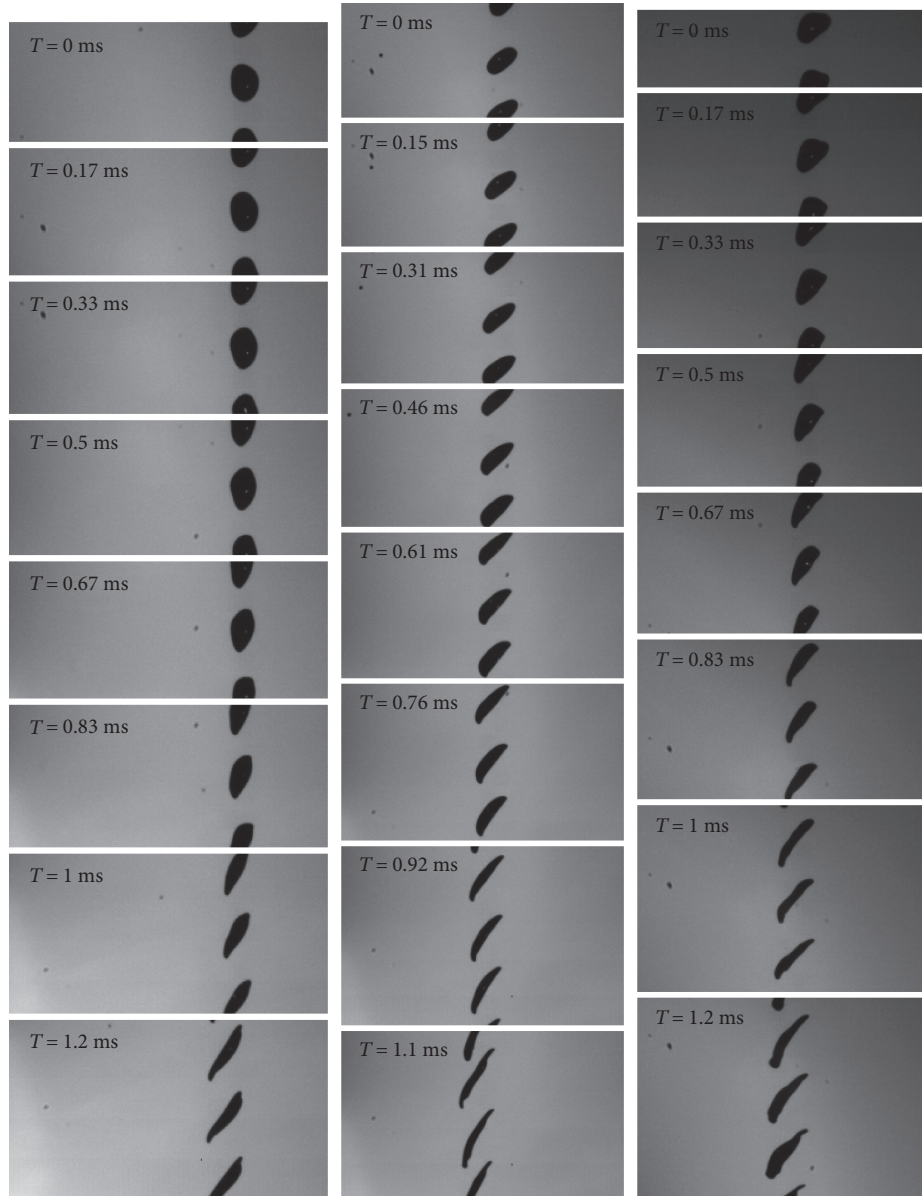 T = 0 ms
T = 0.17 ms
T = 0.33 ms
T = 0.5 ms
T = 0.67 ms
T = 0.83 ms
T = 1 ms
T = 1.2 ms
T = 0 ms
T = 0.15 ms
T = 0.31 ms
T = 0.46 ms
T = 0.61 ms
T = 0.76 ms
T = 0.92 ms
T = 1.1 ms
T = 0 ms
T = 0.17 ms
T = 0.33 ms
T = 0.5 ms
T = 0.67 ms
T = 0.83 ms
T = 1 ms
T = 1.2 ms